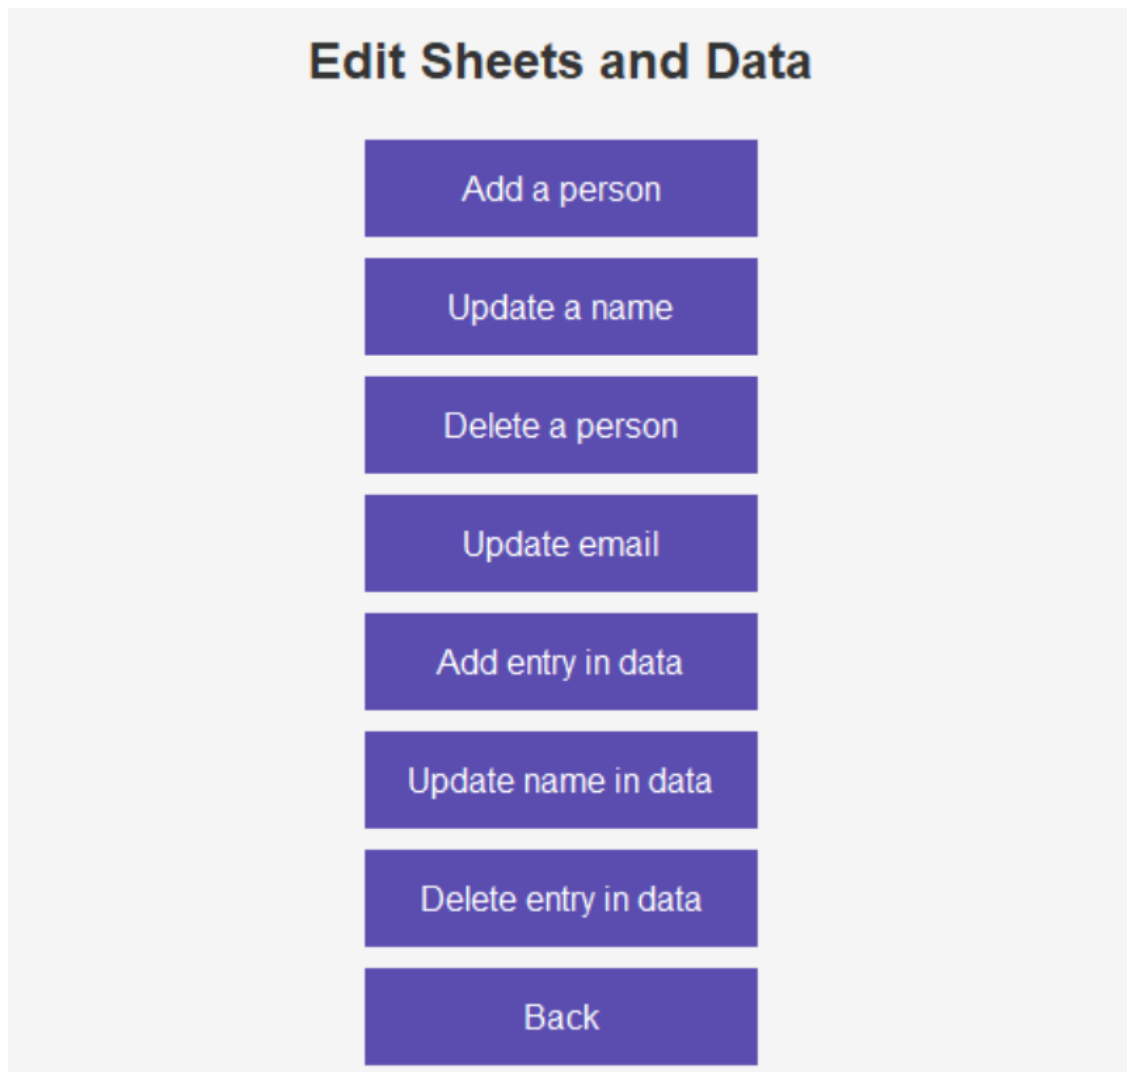 Edit Sheets and Data
Add a person
Update a name
Delete a person
Update email
Add entry in data
Update name in data
Delete entry in data
Back